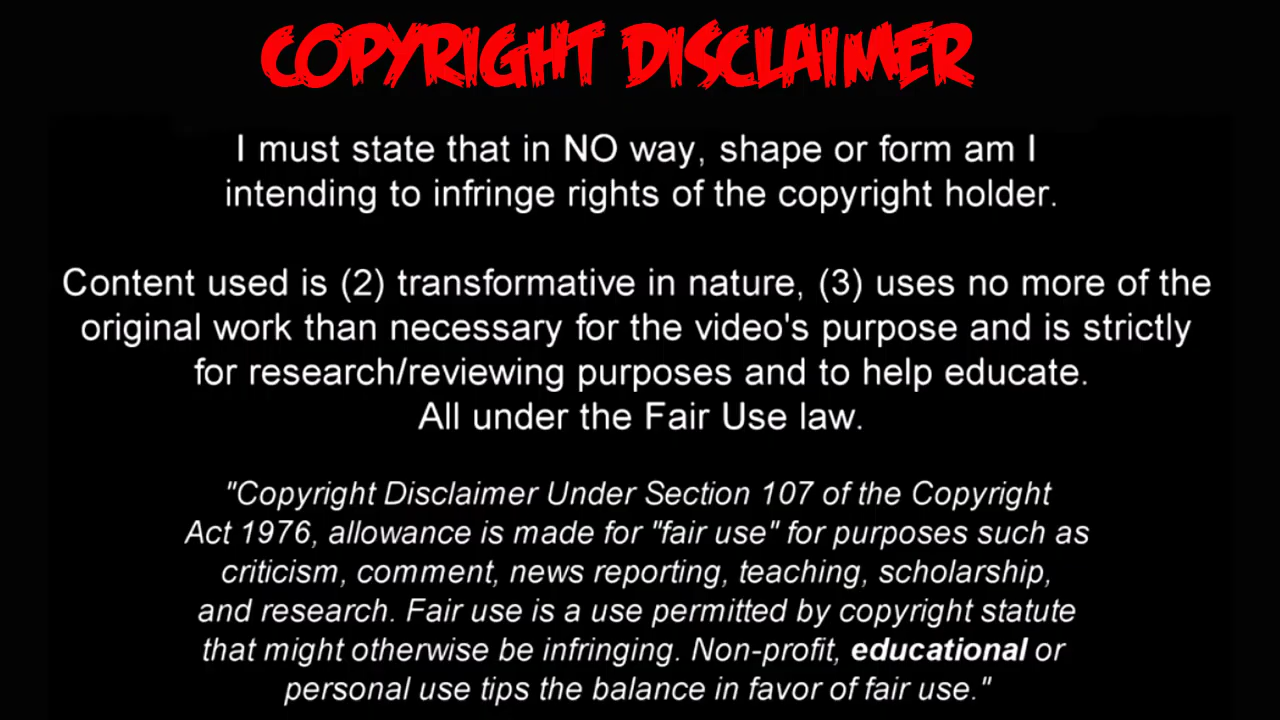 COPYRIGHT DISCLAIMER
I must state that in NO way, shape or form am I
intending to infringe rights of the copyright holder.
Content used is (2) transformative in nature, (3) uses no more of the
original work than necessary for the video's purpose and is strictly
for research/reviewing purposes and to help educate.
All under the Fair Use law.
"Copyright Disclaimer Under Section 107 of the Copyright
Act 1976, allowance is made for "fair use" for purposes such as
criticism, comment, news reporting, teaching, scholarship,
and research. Fair use is a use permitted by copyright statute
that might otherwise be infringing. Non-profit, educational or
personal use tips the balance in favor of fair use."